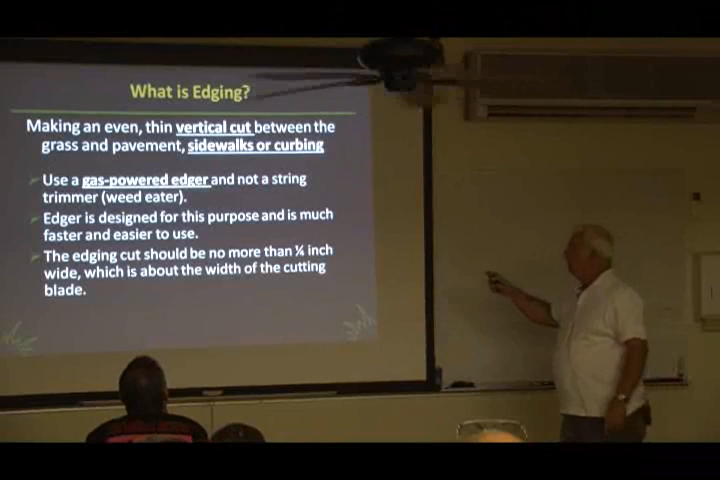 What is Edging?
Making an even, thin vertical cut between the
grass and pavement, sidewalks or curbing
Use a gas-powered edger and not a string
trimmer (weed eater).
Edger is designed for this purpose and is much
faster and easier to use.
The edging cut should be no more than ¼ inch
wide, which is about the width of the cutting
blade.